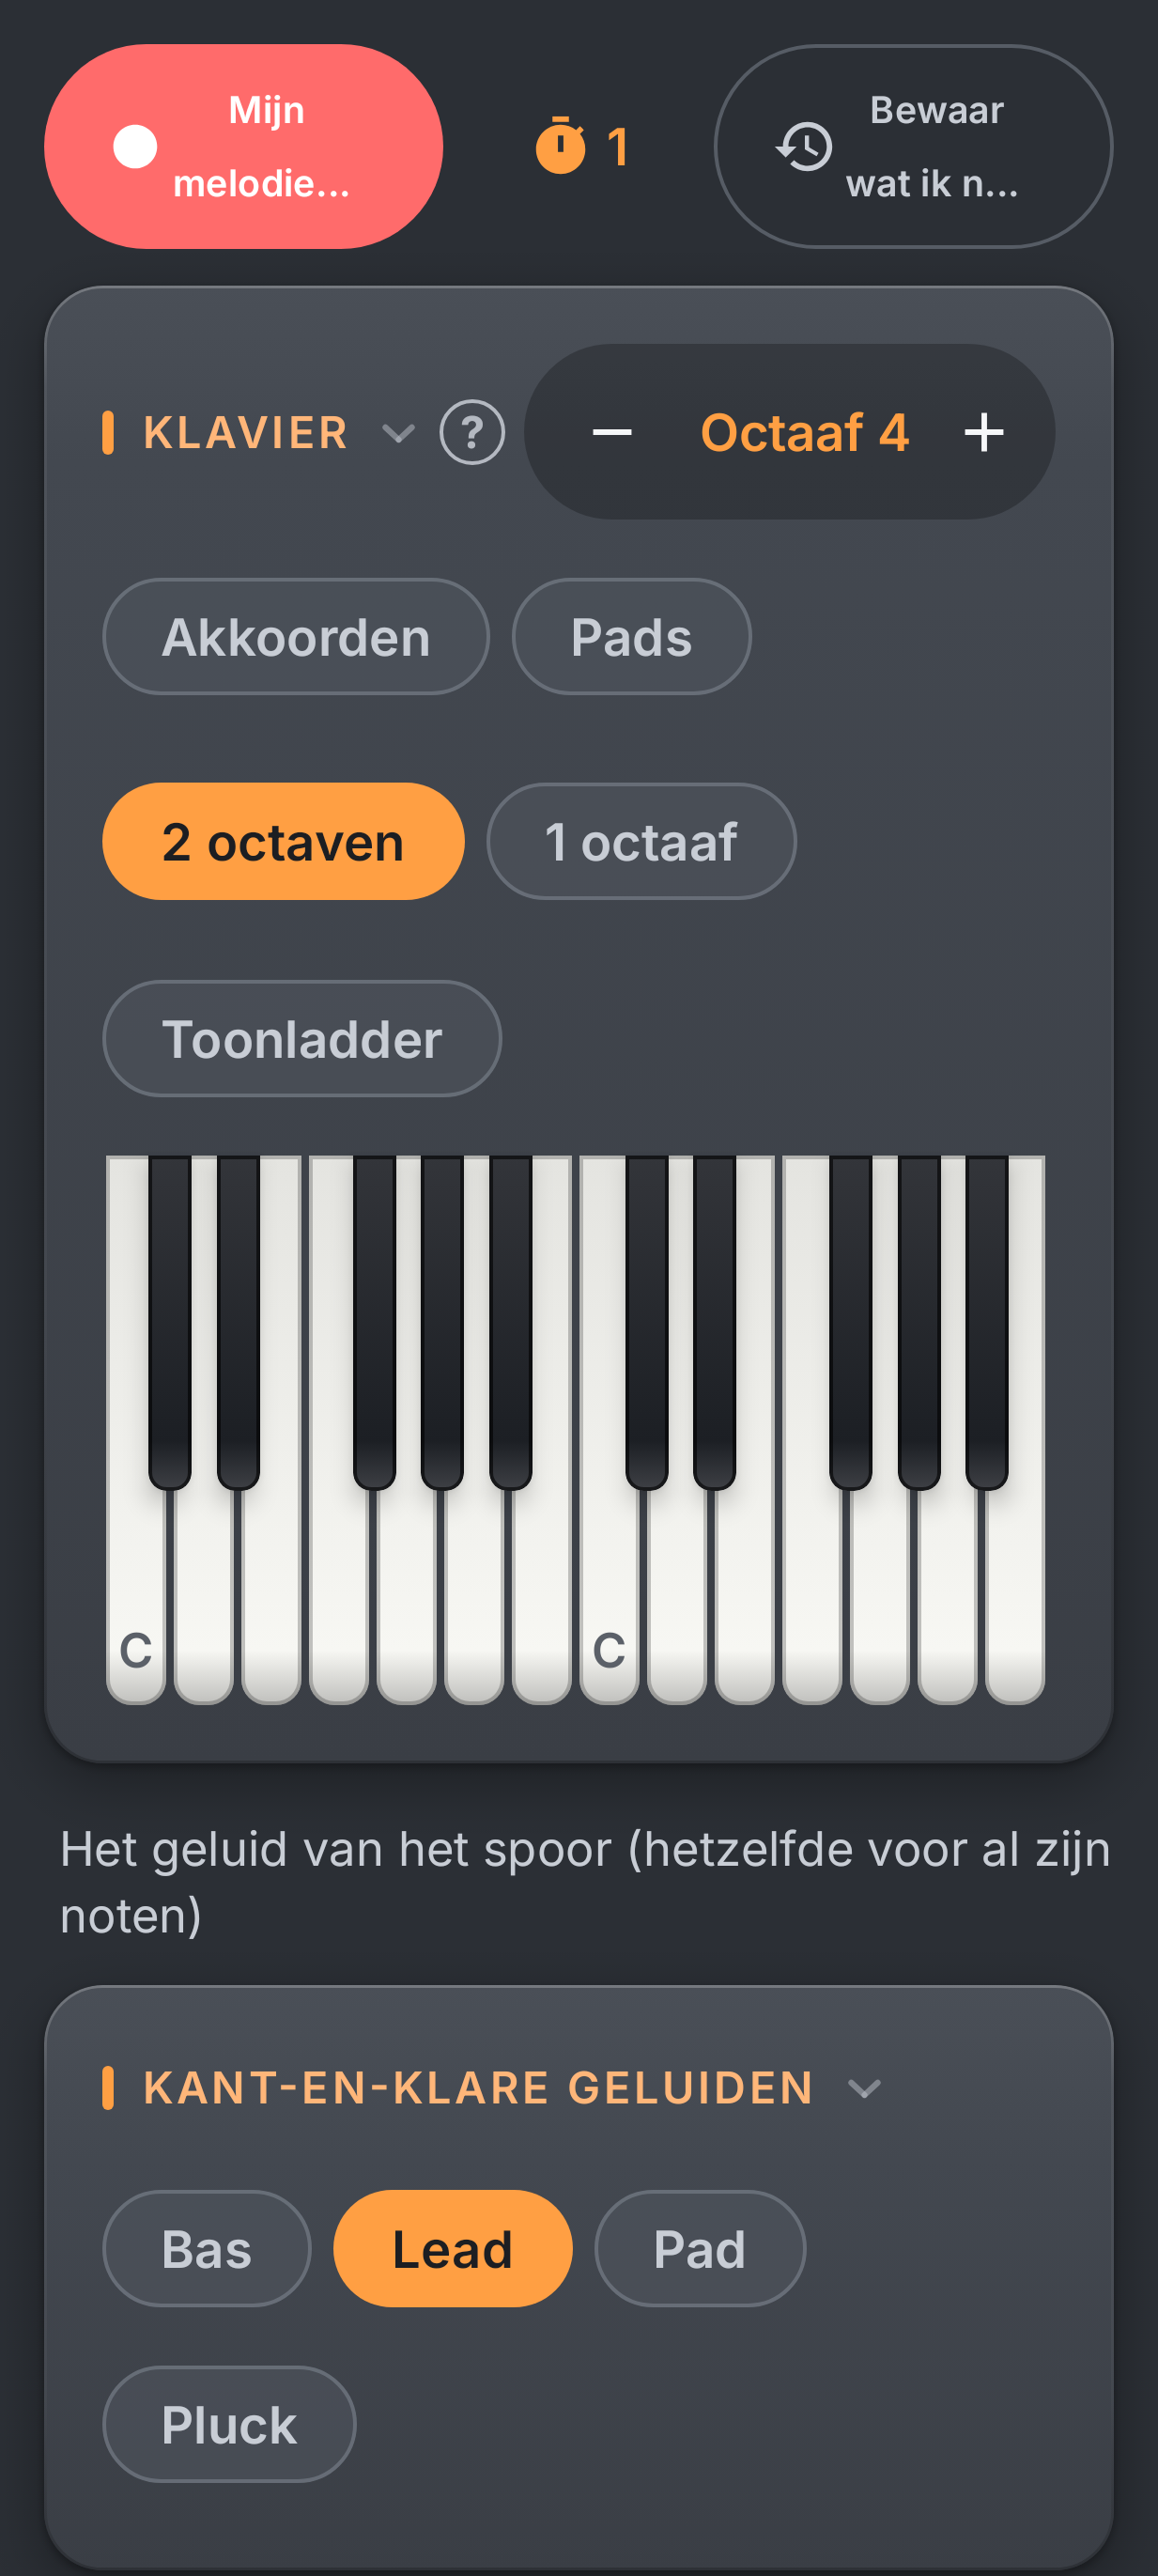 Mijn
melodie...
1
Bewaar
wat ik n...
KLAVIER
?
Octaaf 4
Akkoorden
Pads
2 octaven
1 octaaf
Toonladder
C
C
Het geluid van het spoor (hetzelfde voor al zijn
noten)
KANT-EN-KLARE GELUIDEN
Bas
Lead
Pad
Pluck